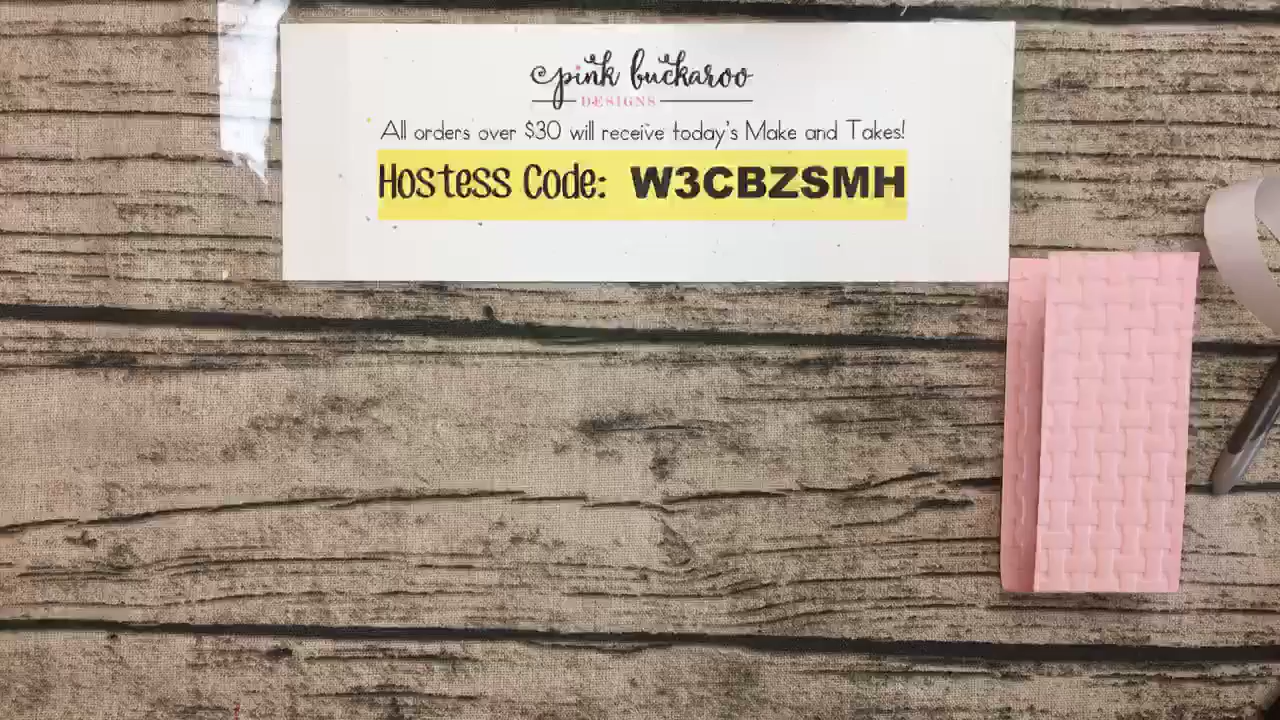 pink buckaroo
DESIGNS
All orders over $30 will receive today's Make and Takes!
Hostess Code: W3CBZSMH